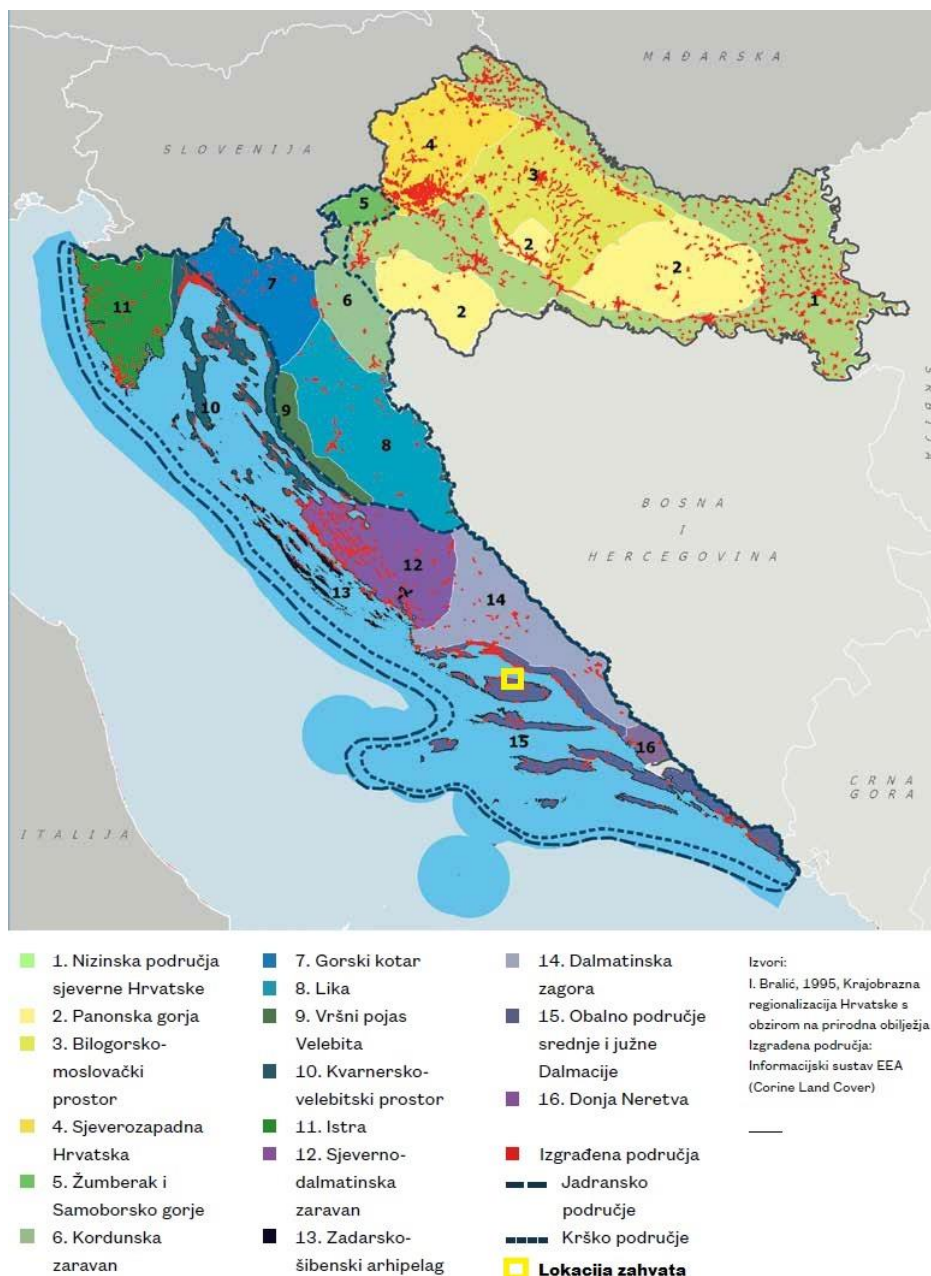 MAĐARSKA
SLOVENIJA
4
3
5
2
2
7
6
11
2
1
10
9
8
SRBIJA
BOSNA
I
HERCEGOVINA
12
13
14
15
16
CRNA
GORA
ITALIJA
1. Nizinska područja
sjeverne Hrvatske
2. Panonska gorja
3. Bilogorsko-
moslovački
prostor
4. Sjeverozapadna
Hrvatska
5. Žumberak i
Samoborsko gorje
6. Kordunska
zaravan
7. Gorski kotar
8. Lika
9. Vršni pojas
Velebita
10. Kvarnersko-
velebitski prostor
11. Istra
12. Sjeverno-
dalmatinska
zaravan
13. Zadarsko-
šibenski arhipelag
14. Dalmatinska
zagora
15. Obalno područje
srednje i južne
Dalmacije
16. Donja Neretva
Izgrađena područja
Jadransko
područje
Krško područje
Lokacija zahvata
Izvori:
I. Bralić, 1995, Krajobrazna
regionalizacija Hrvatske s
obzirom na prirodna obilježja
Izgrađena područja:
Informacijski sustav EEA
(Corine Land Cover)